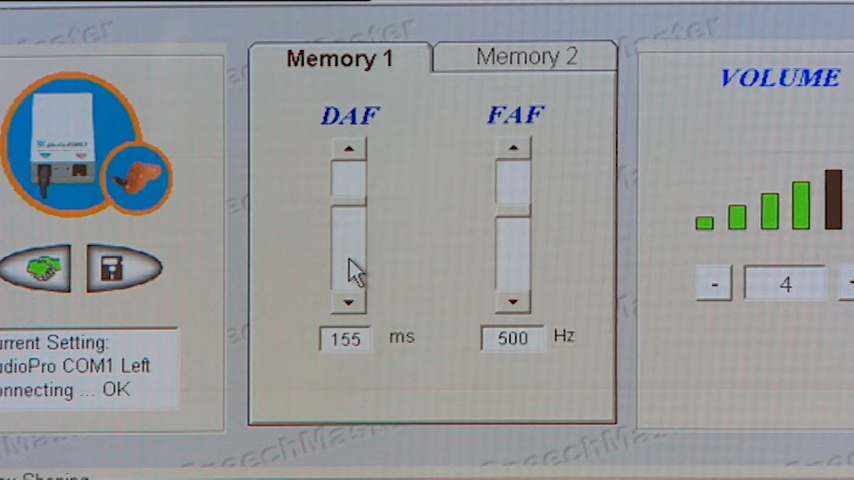 Memory 1
Memory 2
DAF
FAF
VOLUME
-
4
155 ms
500 Hz
urrent Setting:
udioPro COM1 Left
onnecting ... OK